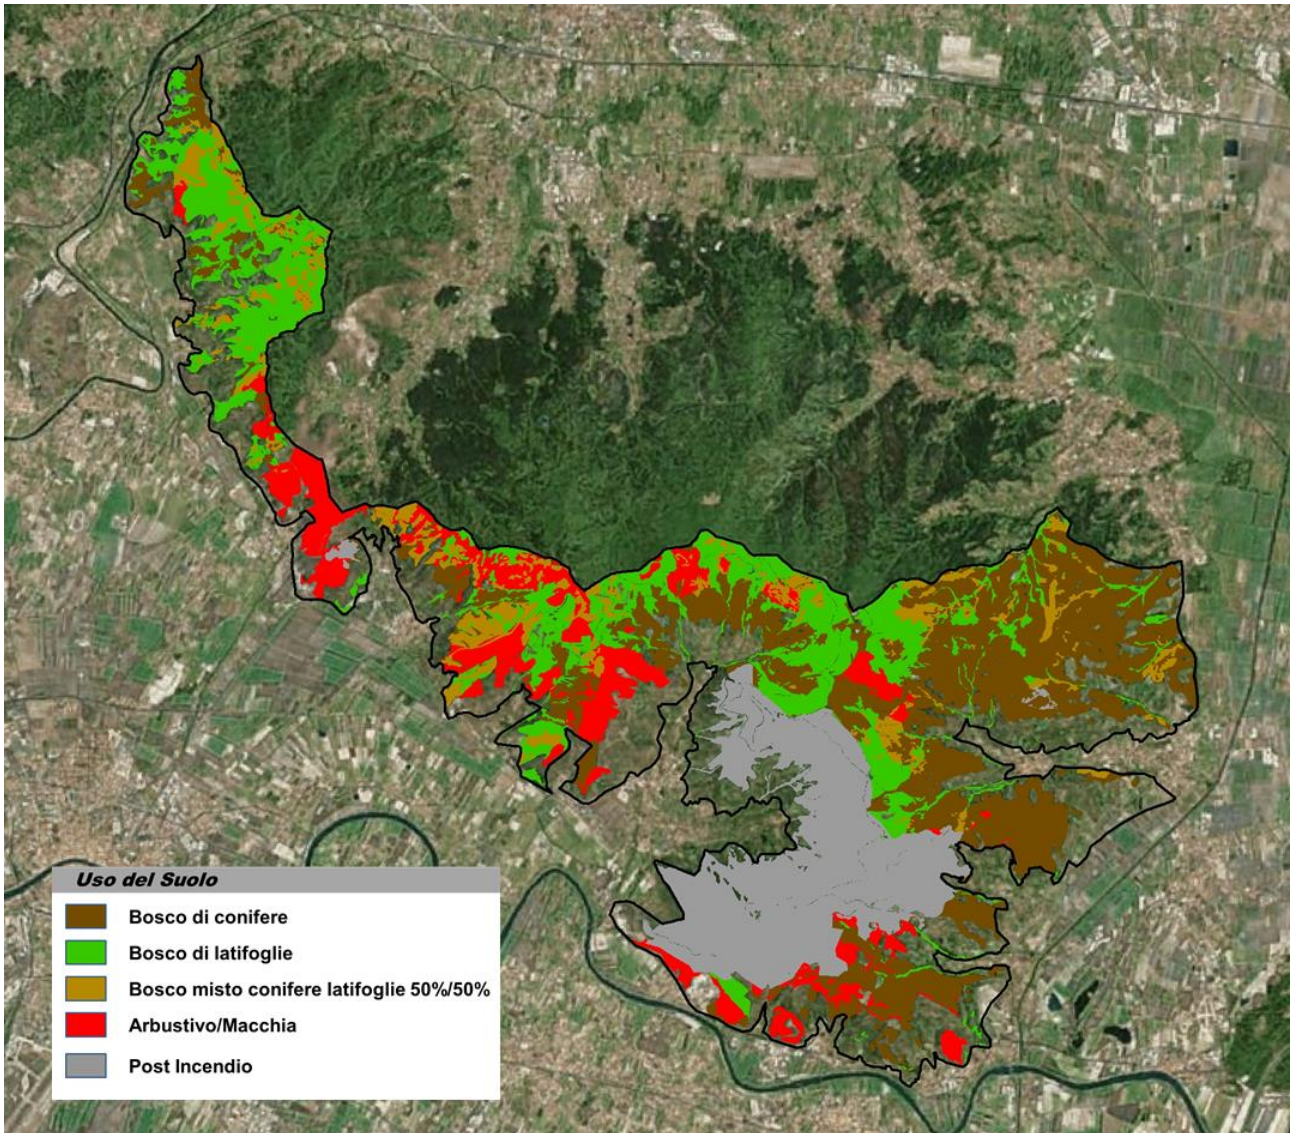 Uso del Suolo
Bosco di conifere
Bosco di latifoglie
Bosco misto conifere latifoglie 50%/50%
Arbustivo/Macchia
Post Incendio